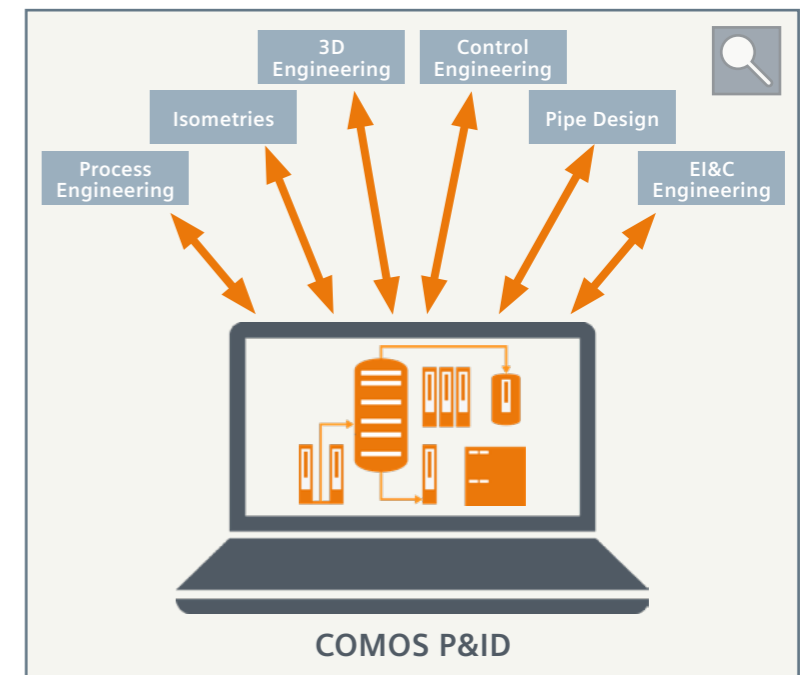 3D
Engineering
Control
Engineering
Isometries
Pipe Design
Process
Engineering
EI&C
Engineering
COMOS P&ID